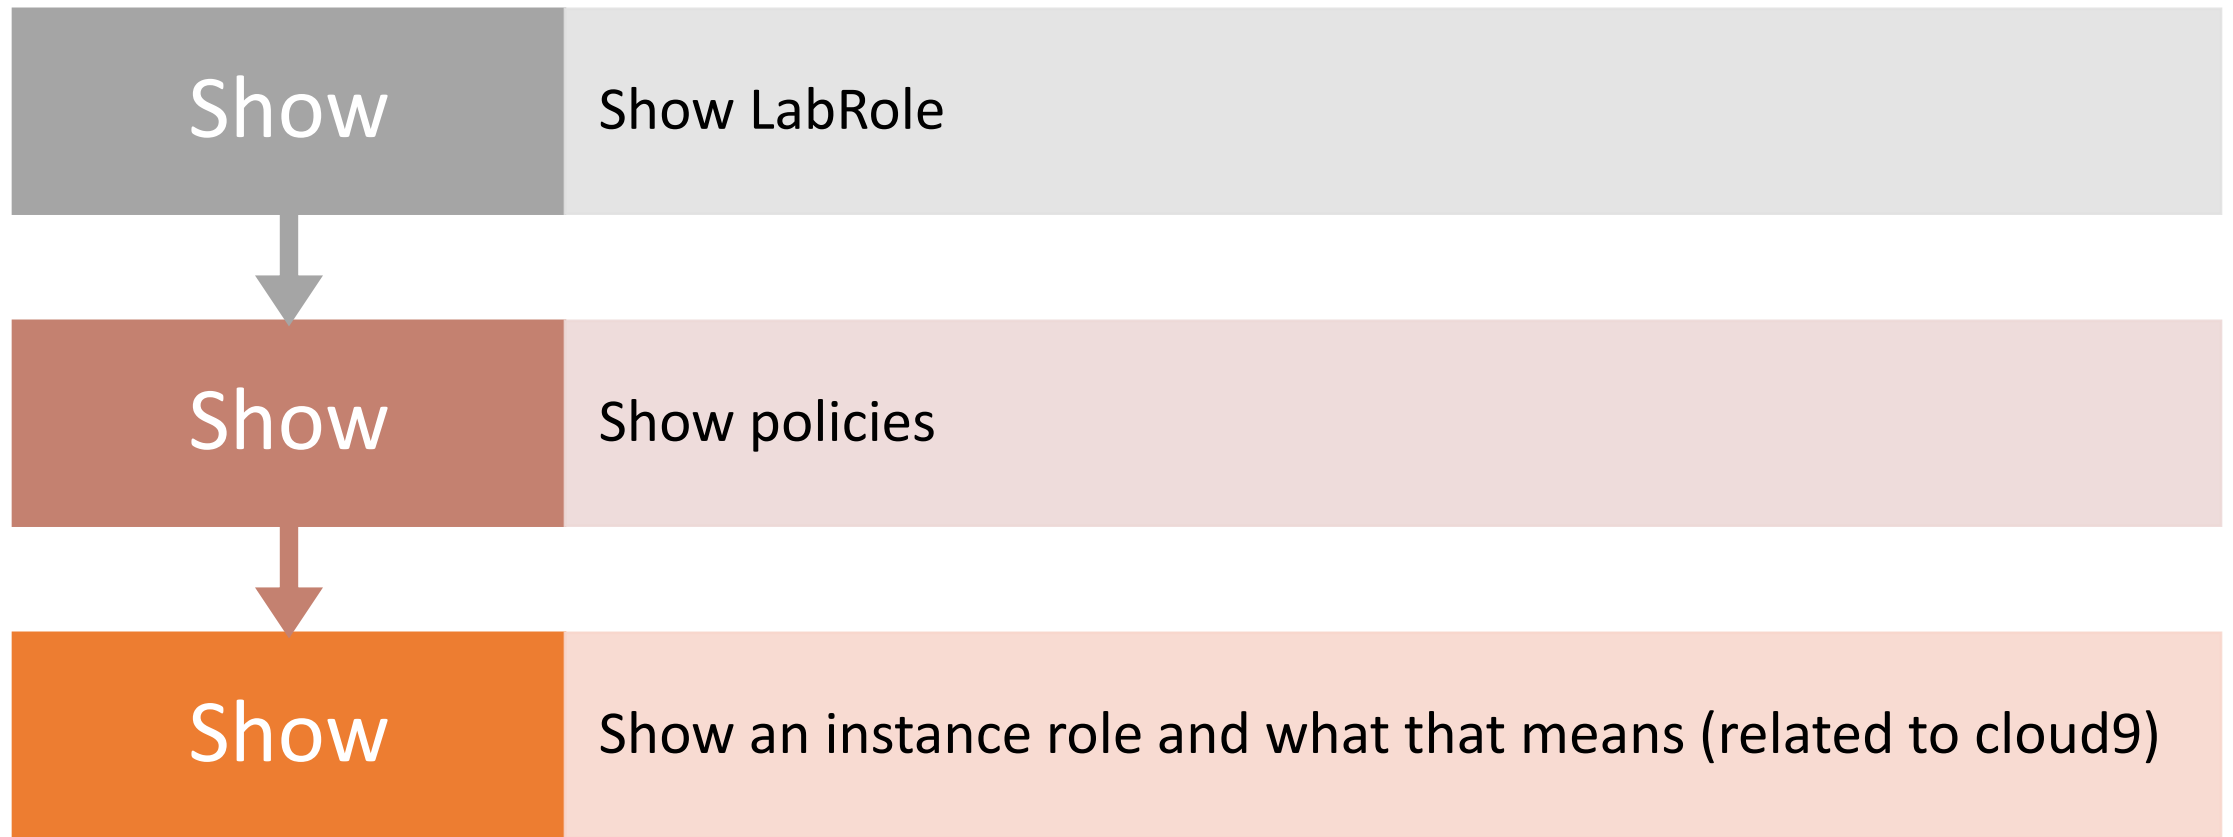 Show
Show LabRole
Show
Show policies
Show
Show an instance role and what that means (related to cloud9)